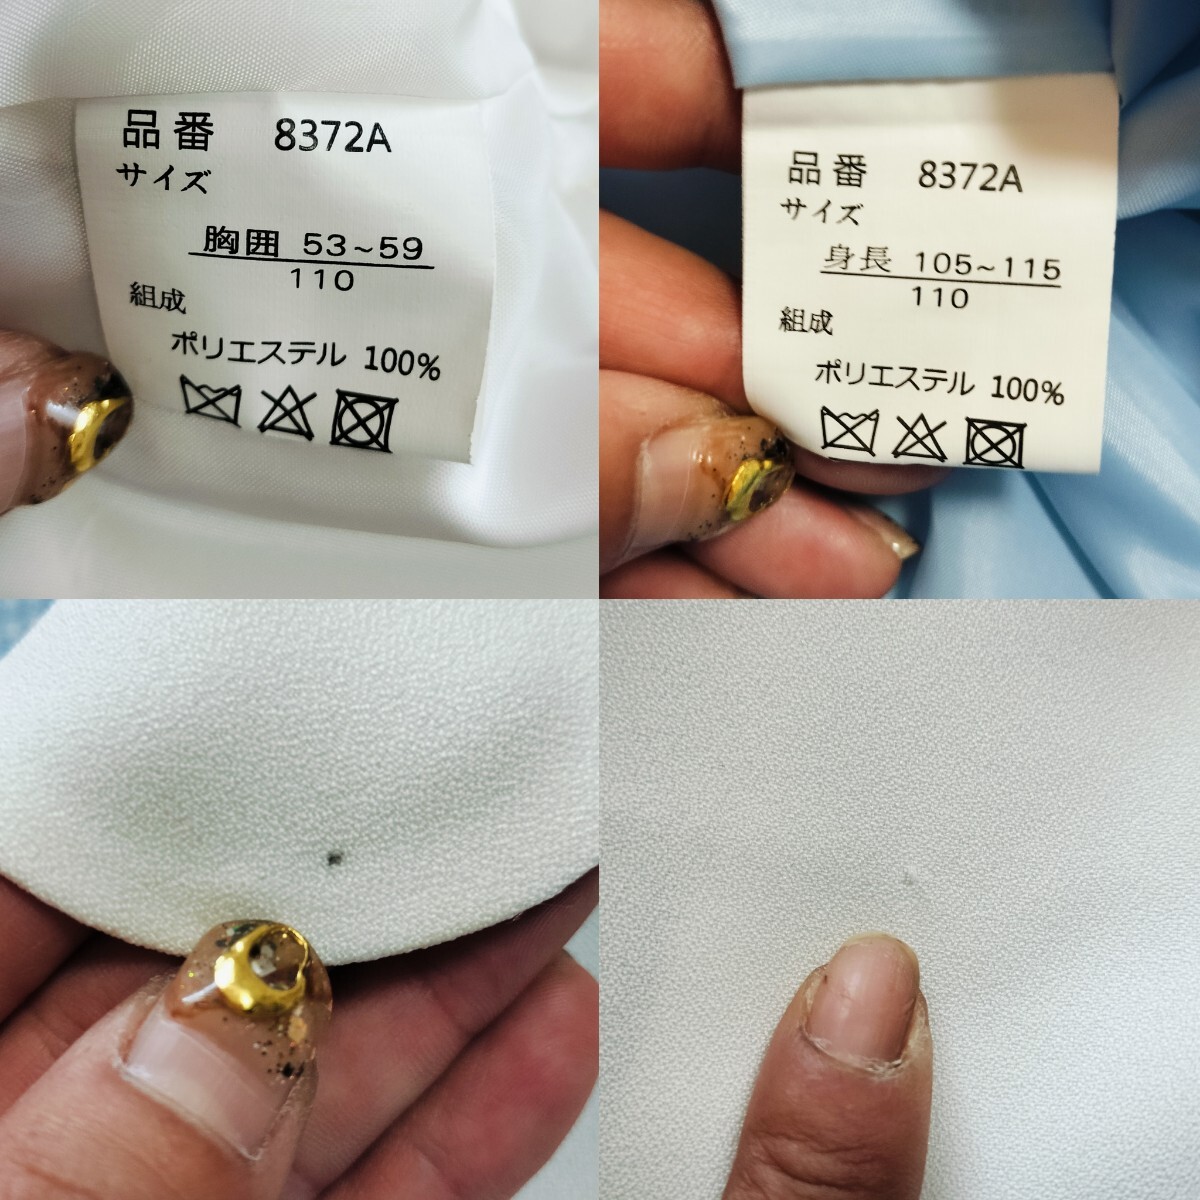 品番 8372A
サイズ
胸囲 53~59
110
組成
ポリエステル 100%
品番 8372A
サイズ
身長 105~115
110
組成
ポリエステル 100%